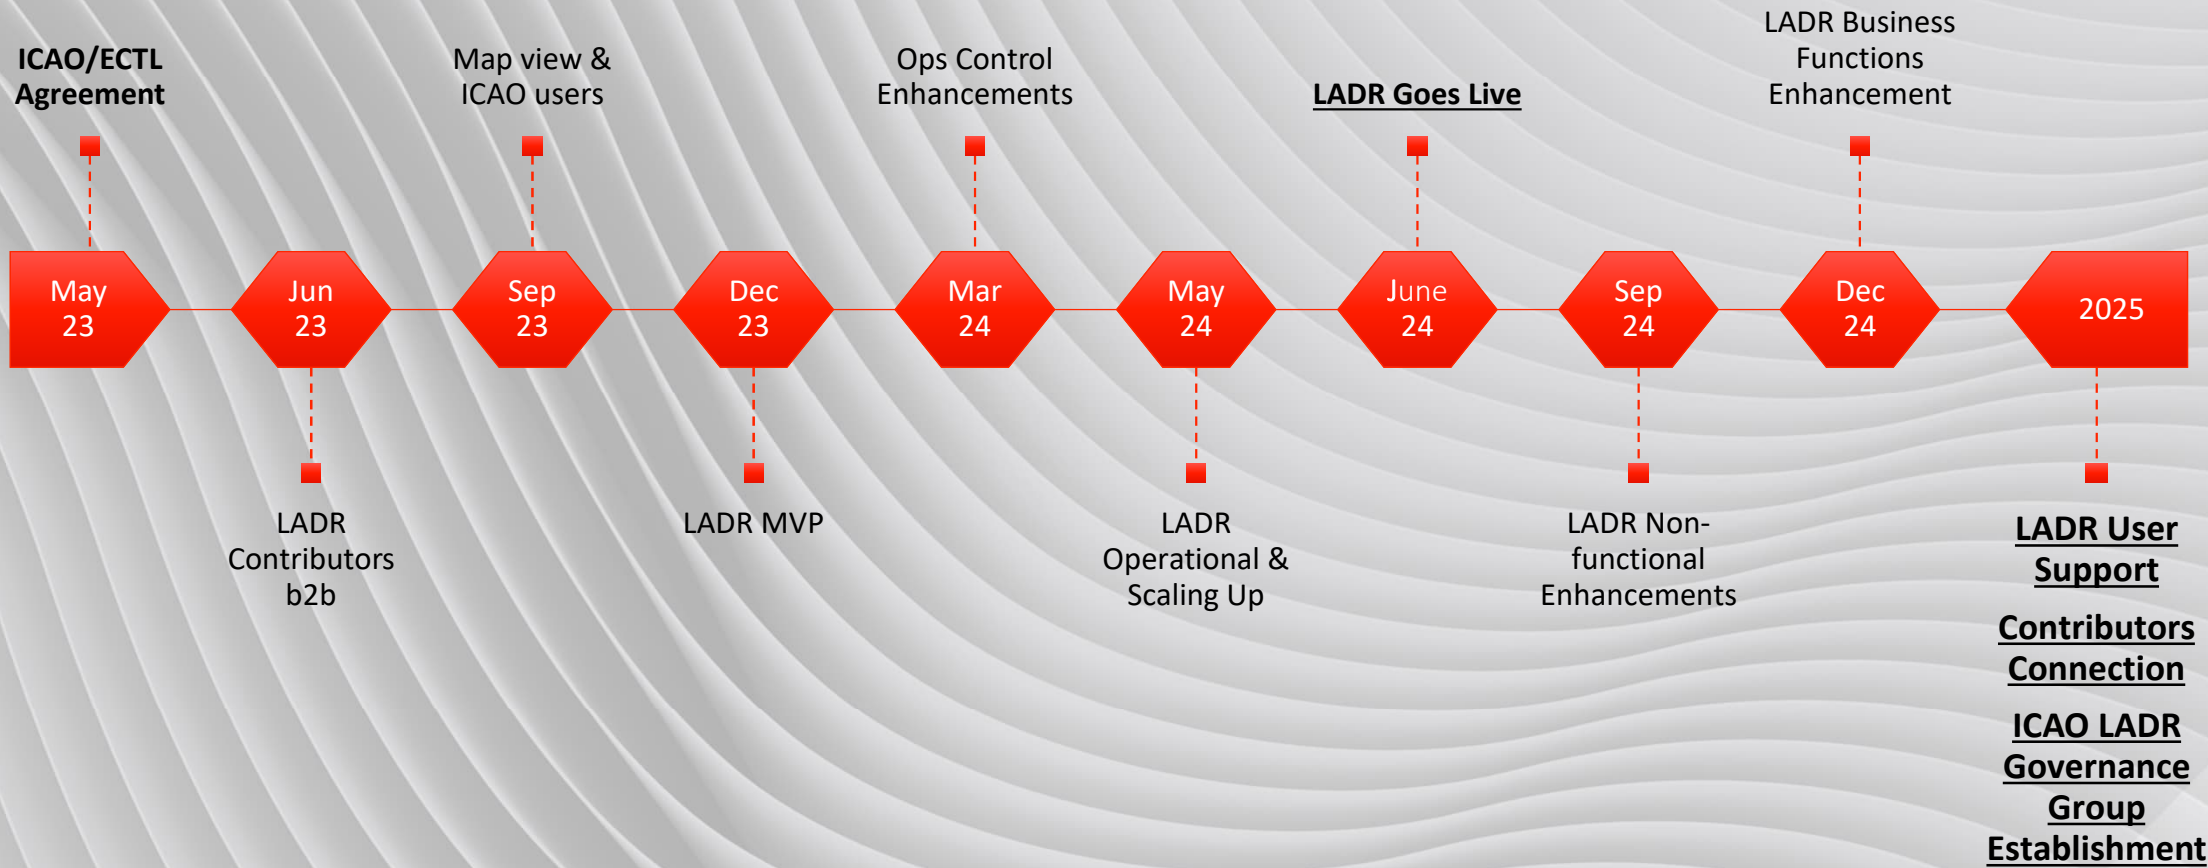 ICAO/ECTL
Agreement
Map view &
ICAO users
Ops Control
Enhancements
LADR Goes Live
LADR Business
Functions
Enhancement
May
23
Jun
23
Sep
23
Dec
23
Mar
24
May
24
June
24
Sep
24
Dec
24
2025
LADR
Contributors
b2b
LADR MVP
LADR
Operational &
Scaling Up
LADR Non-
functional
Enhancements
LADR User
Support
Contributors
Connection
ICAO LADR
Governance
Group
Establishment